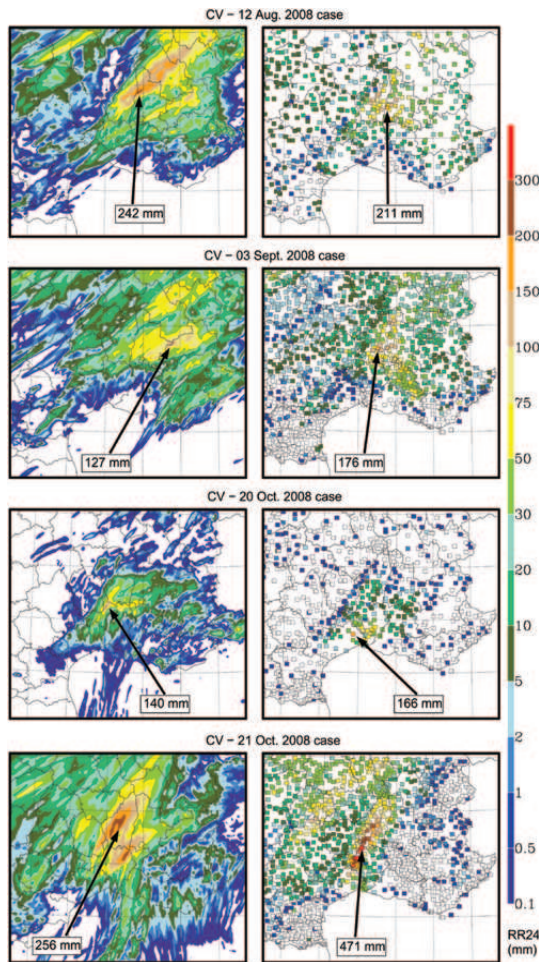 CV – 12 Aug. 2008 case
242 mm
211 mm
CV – 03 Sept. 2008 case
127 mm
176 mm
CV – 20 Oct. 2008 case
140 mm
166 mm
CV – 21 Oct. 2008 case
256 mm
471 mm
300
200
150
100
75
50
30
20
10
5
2
1
0.5
0.1
RR24
(mm)